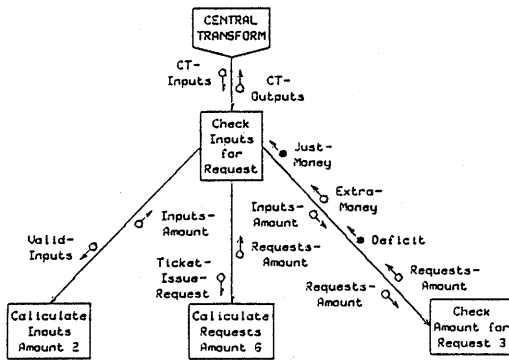 CENTRAL
TRANSFORM
CT-
Inputs
CT-
Outputs
Check
Inputs
for
Request
Just-
Money
Extra-
Money
Inputs-
Amount
Inputs-
Amount
Valid-
Inputs
Deficit
Requests-
Amount
Ticket-
Issue-
Request
Requests-
Amount
Requests-
Amount
Caliculate
Inouts
Amount 2
Calculate
Requests
Amount 6
Check
Amount for
Request 3